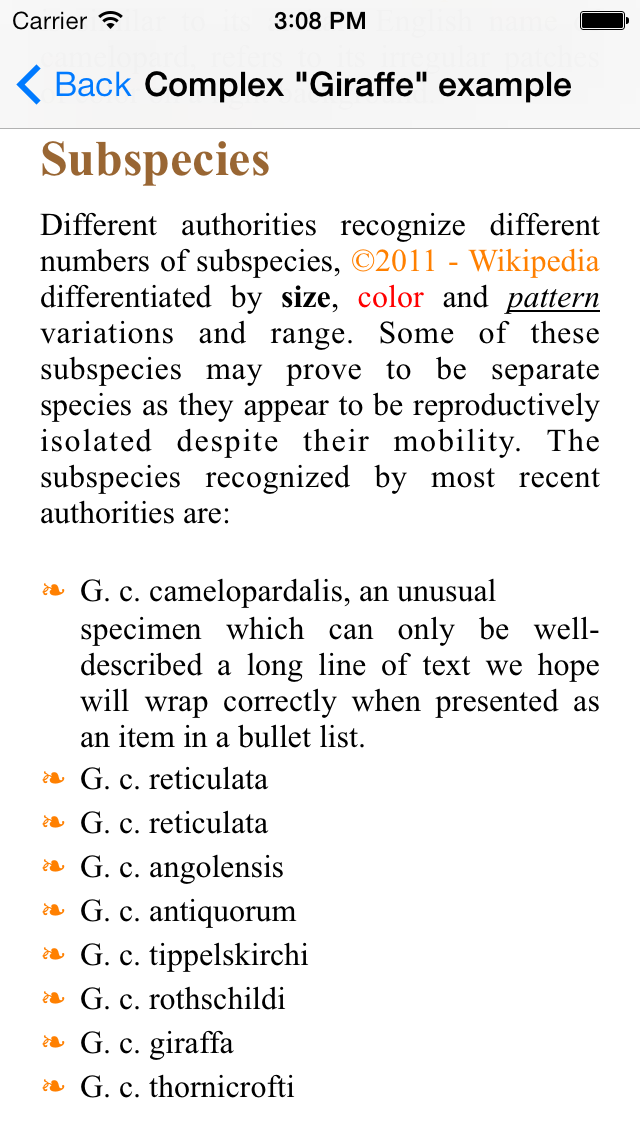 Carrier 3:08 PM
Back Complex "Giraffe" example
Subspecies
Different authorities recognize different
numbers of subspecies, ©2011 - Wikipedia
differentiated by size, color and pattern
variations and range. Some of these
subspecies may prove to be separate
species as they appear to be reproductively
isolated despite their mobility. The
subspecies recognized by most recent
authorities are:
❧ G. c. camelopardalis, an unusual
specimen which can only be well-
described a long line of text we hope
will wrap correctly when presented as
an item in a bullet list.
❧ G. c. reticulata
❧ G. c. reticulata
❧ G. c. angolensis
❧ G. c. antiquorum
❧ G. c. tippelskirchi
❧ G. c. rothschildi
❧ G. c. giraffa
❧ G. c. thornicrofti